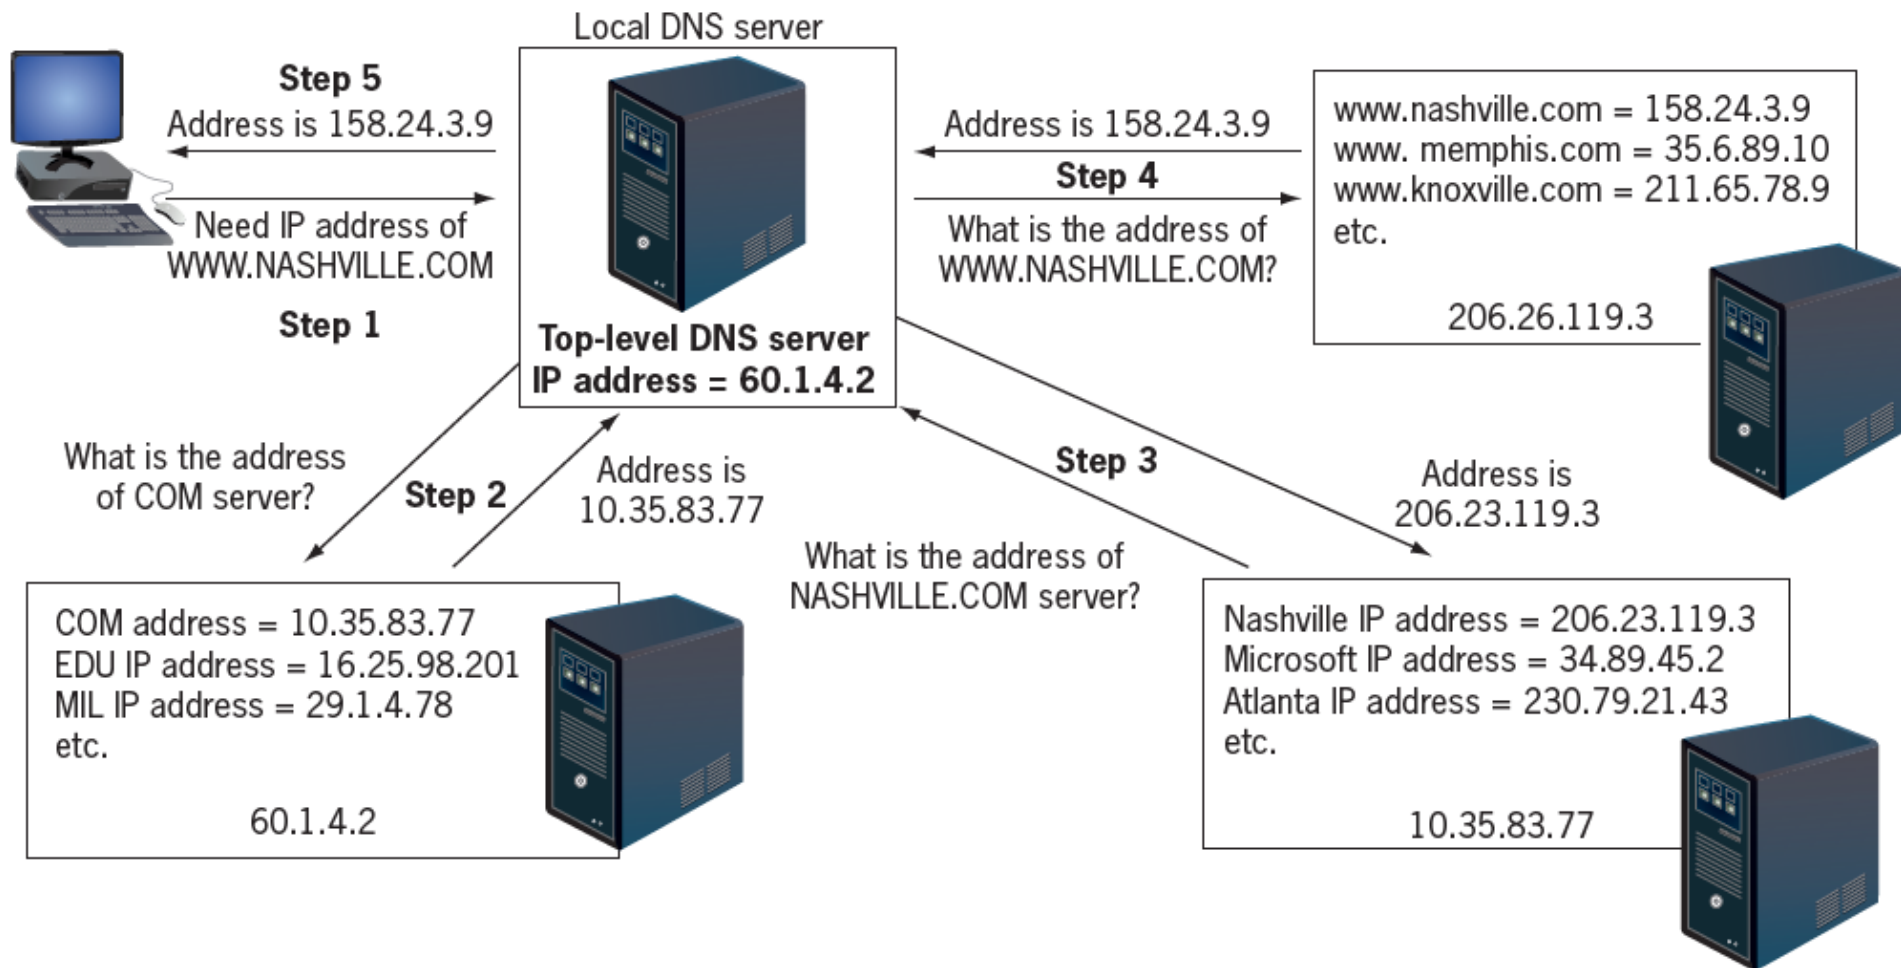 Local DNS server
Step 5
Address is 158.24.3.9
Need IP address of
WWW.NASHVILLE.COM
Step 1
Top-level DNS server
IP address = 60.1.4.2
Address is 158.24.3.9
Step 4
What is the address of
WWW.NASHVILLE.COM?
www.nashville.com = 158.24.3.9
www. memphis.com = 35.6.89.10
www.knoxville.com = 211.65.78.9
etc.
206.26.119.3
What is the address
of COM server?
Step 2
Address is
10.35.83.77
Step 3
Address is
206.23.119.3
What is the address of
NASHVILLE.COM server?
COM address = 10.35.83.77
EDU IP address = 16.25.98.201
MIL IP address = 29.1.4.78
etc.
60.1.4.2
Nashville IP address = 206.23.119.3
Microsoft IP address = 34.89.45.2
Atlanta IP address = 230.79.21.43
etc.
10.35.83.77